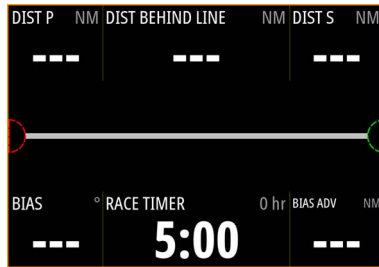 DIST P NM DIST BEHIND LINE NM DIST S NM
--- --- ---
BIAS ° RACE TIMER 0 hr BIAS ADV NM
--- 5:00 ---